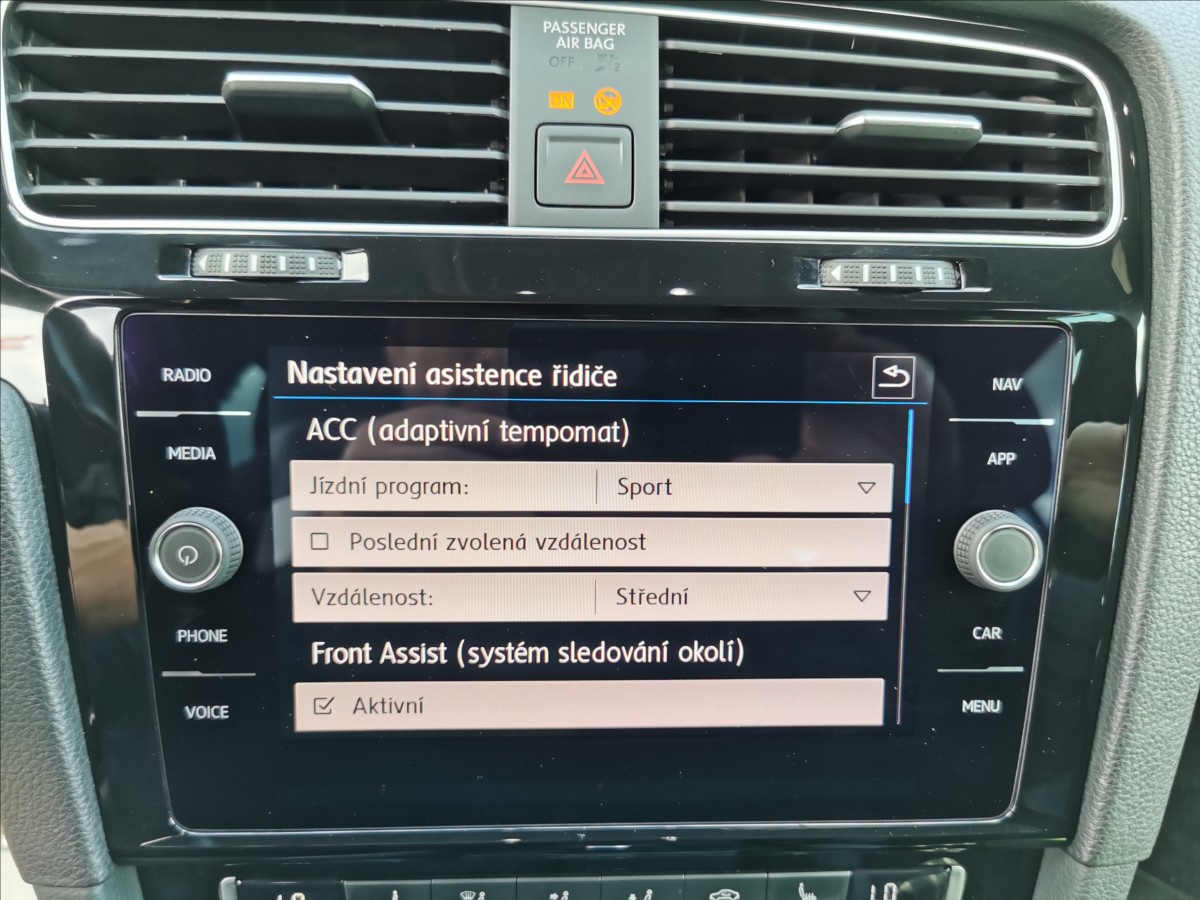 PASSENGER
AIR BAG
OFF
ON
RADIO
MEDIA
PHONE
VOICE
Nastavení asistence řidiče
ACC (adaptivní tempomat)
Jízdní program: Sport
Poslední zvolená vzdálenost
Vzdálenost: Střední
Front Assist (systém sledování okolí)
Aktivní
NAV
APP
CAR
MENU